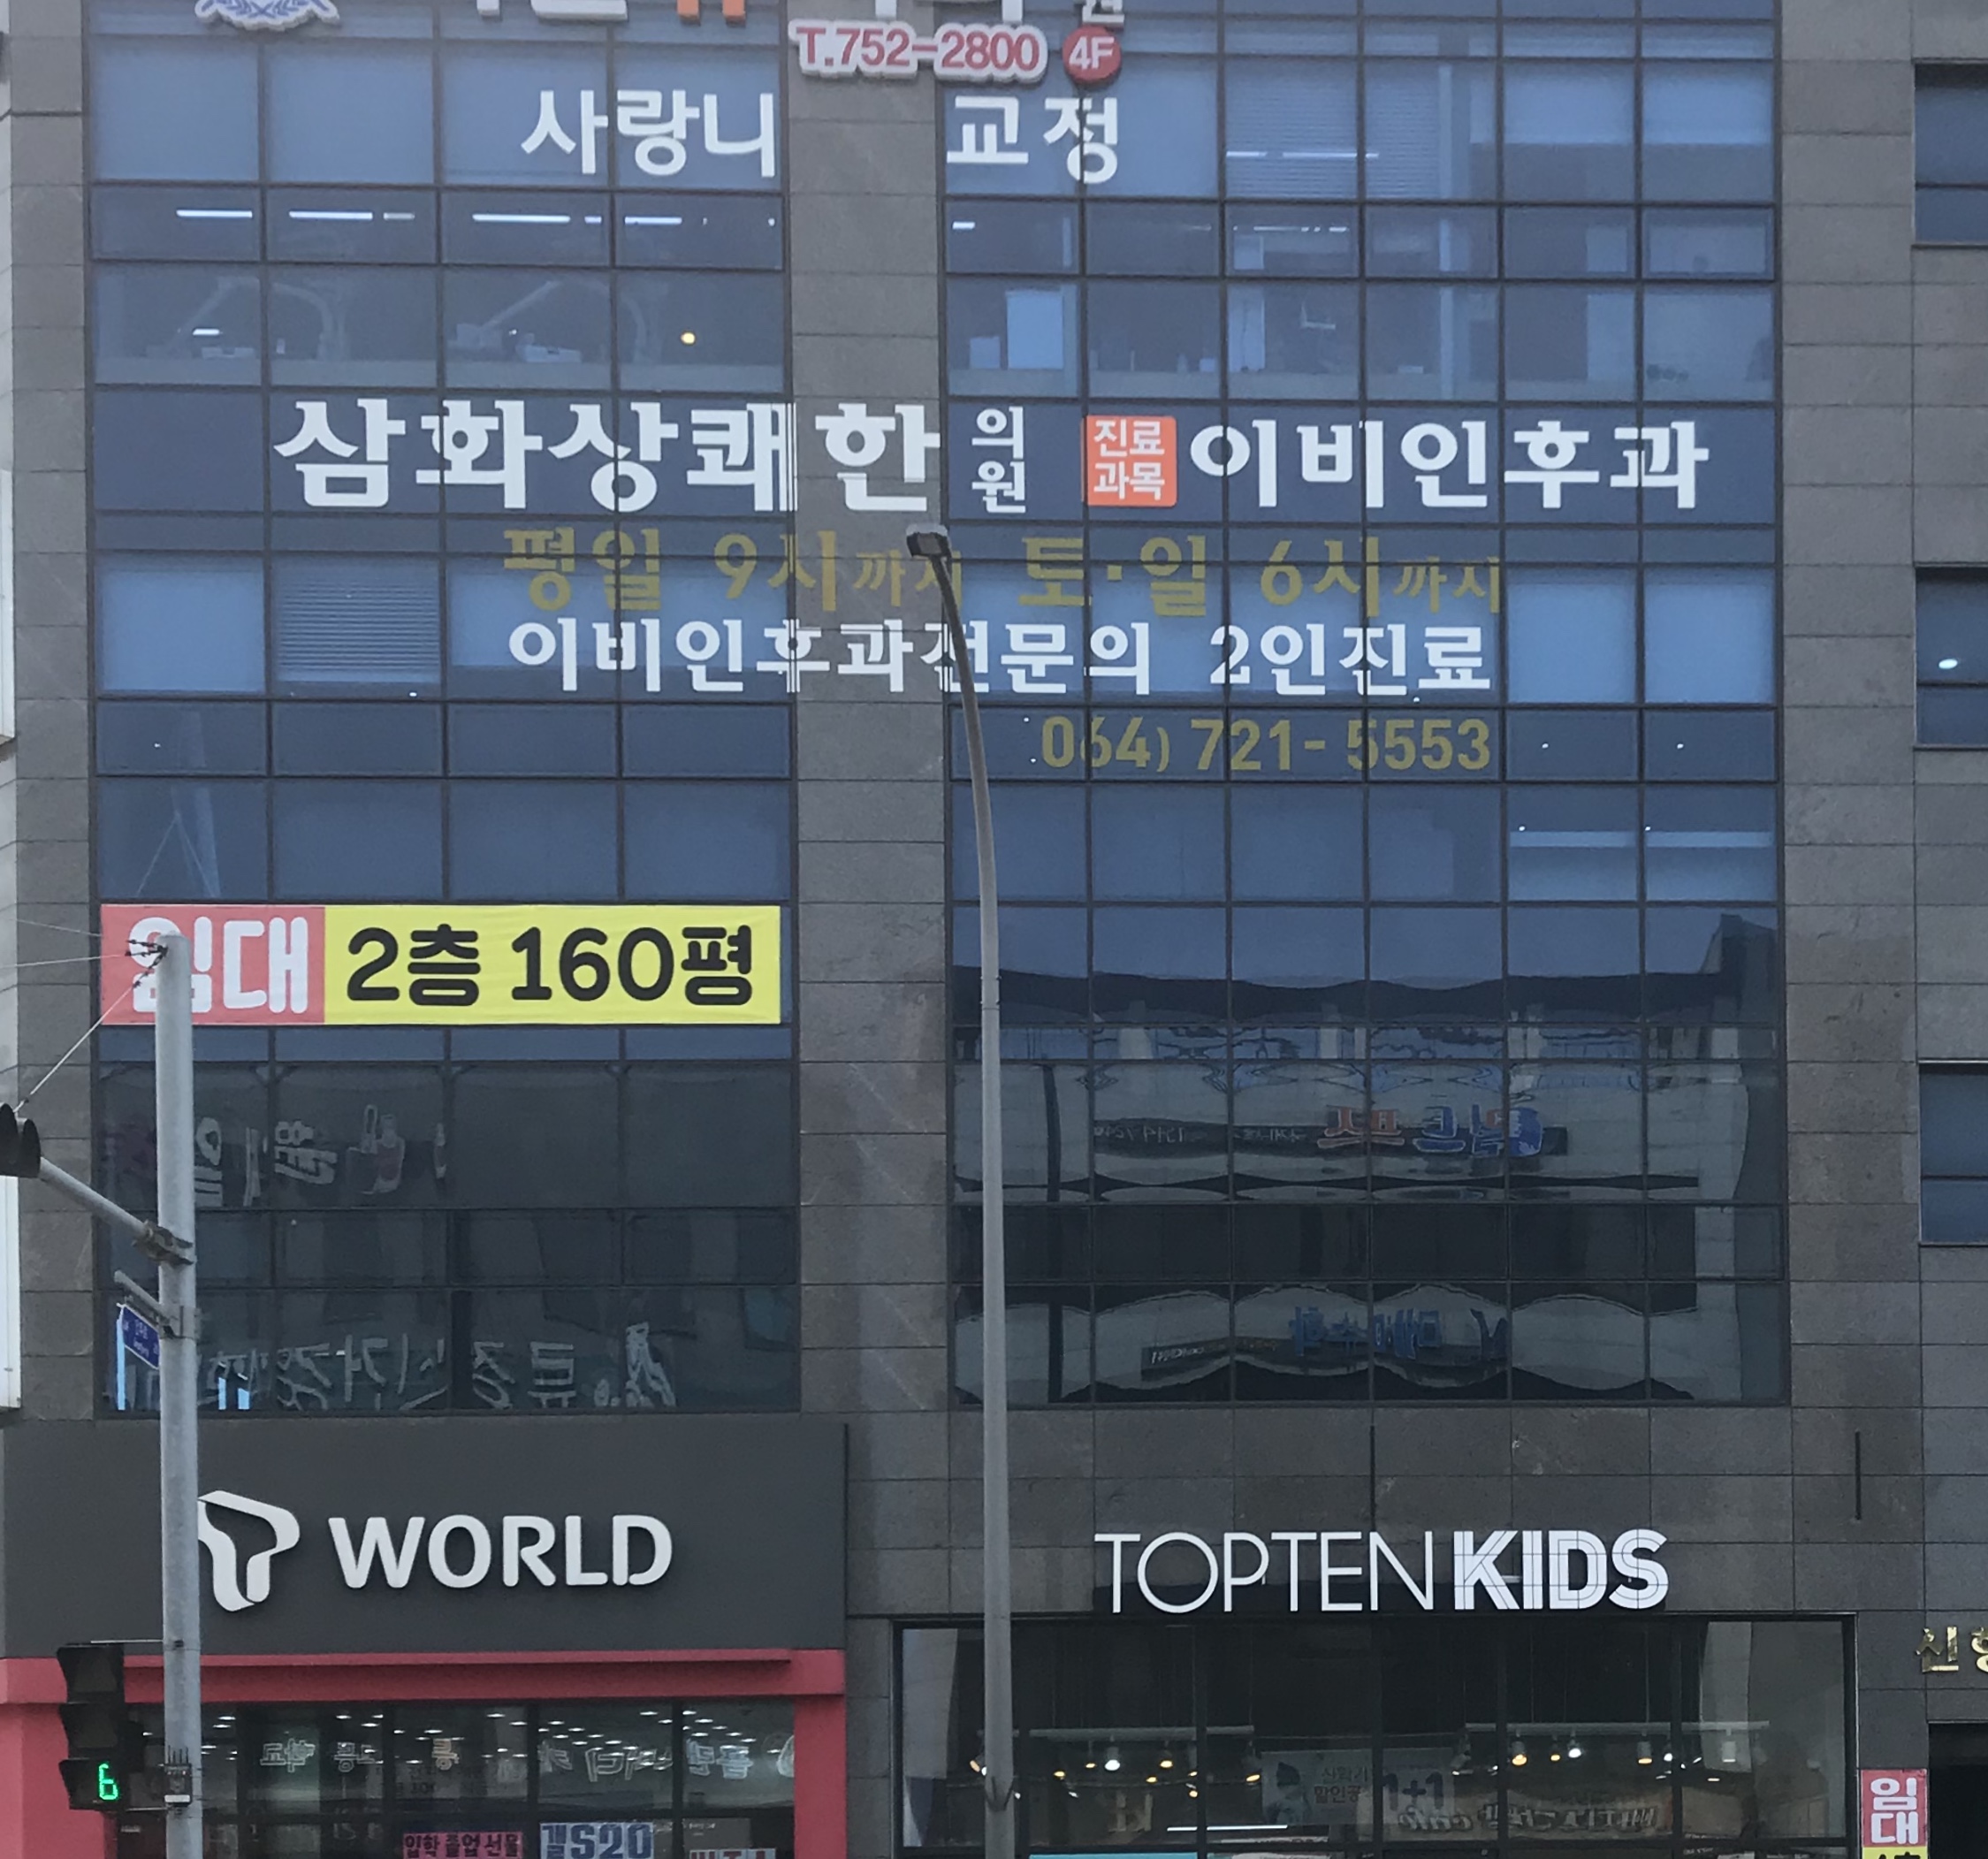 T.752-2800 4F
사랑니 교정
삼화상쾌한 의원 진료과목 이비인후과
평일 9시까지 토·일 6시까지
이비인후과전문의 2인진료
064) 721-5553
임대 2층 160평
T WORLD
TOPTEN KIDS
6
1+1
임대
입학 졸업 선물
갤S20